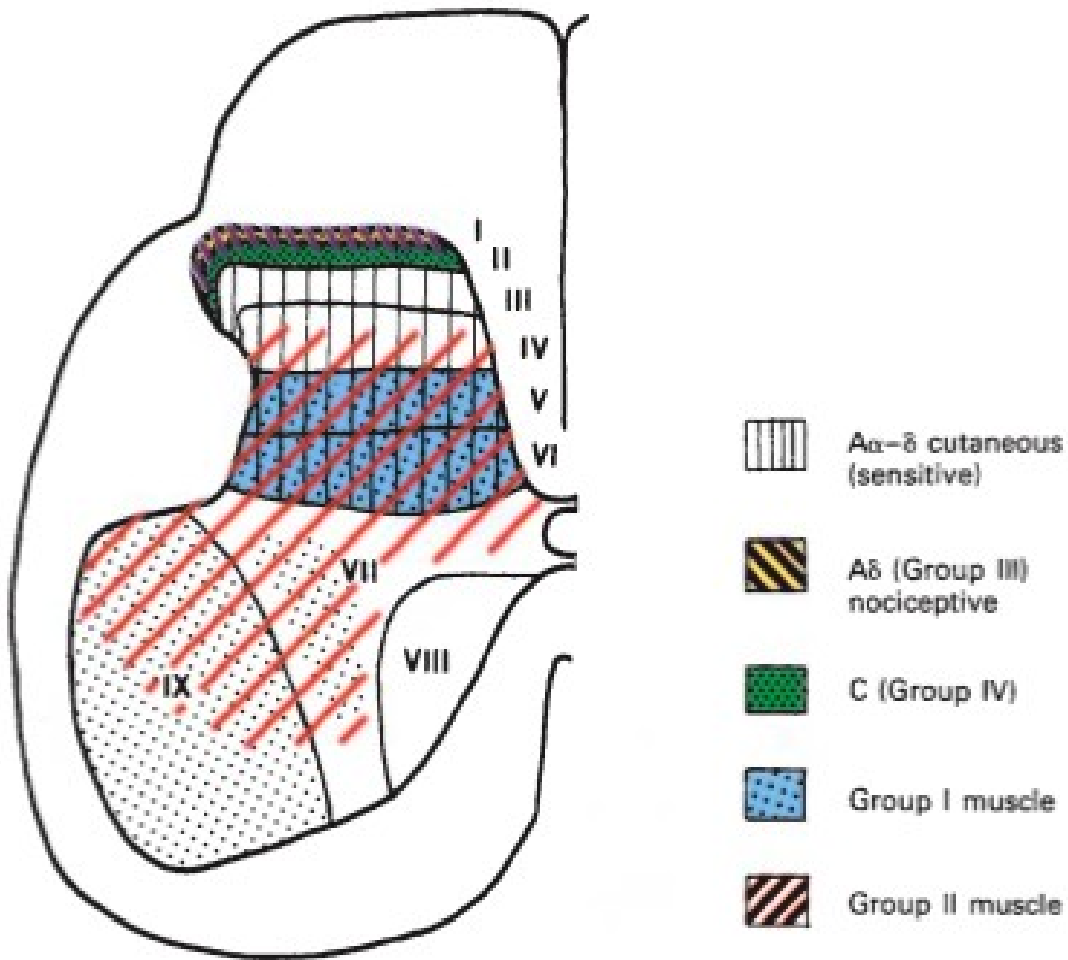 I
II
III
IV
V
VI
VII
VIII
IX
Aα–δ cutaneous
(sensitive)
Aδ (Group III)
nociceptive
C (Group IV)
Group I muscle
Group II muscle